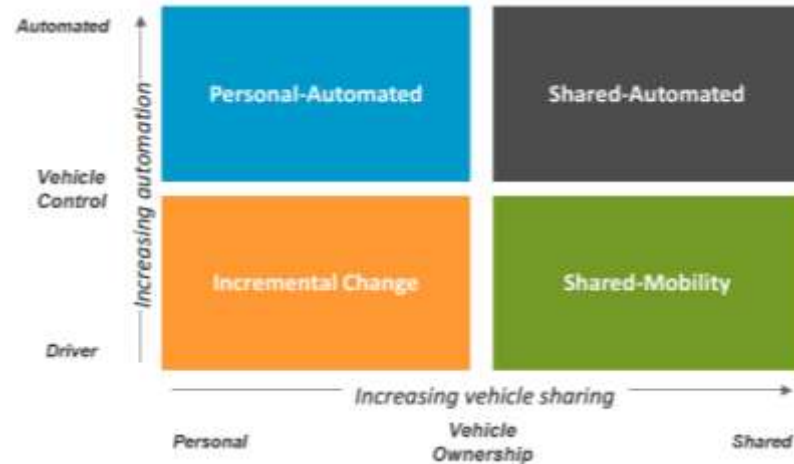 Automated
Personal-Automated
Shared-Automated
Increasing automation
Vehicle
Control
Incremental Change
Shared-Mobility
Driver
Increasing vehicle sharing
Personal
Vehicle
Ownership
Shared